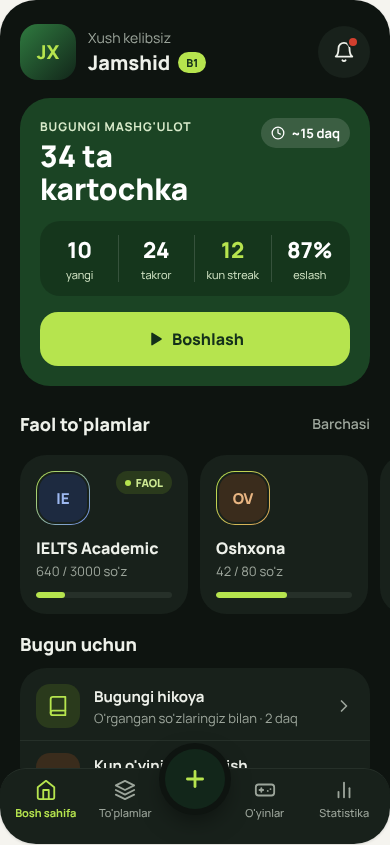 JX
Xush kelibsiz
Jamshid B1
BUGUNGI MASHG'ULOT
~15 daq
34 ta
kartochka
10 24 12 87%
yangi takror kun streak eslash
Boshlash
Faol to'plamlar Barchasi
IE FAOL
IELTS Academic
640 / 3000 so'z
OV
Oshxona
42 / 80 so'z
Bugun uchun
Bugungi hikoya
O'rgangan so'zlaringiz bilan · 2 daq
Kun
Bosh sahifa To'plamlar O'yinlar Statistika